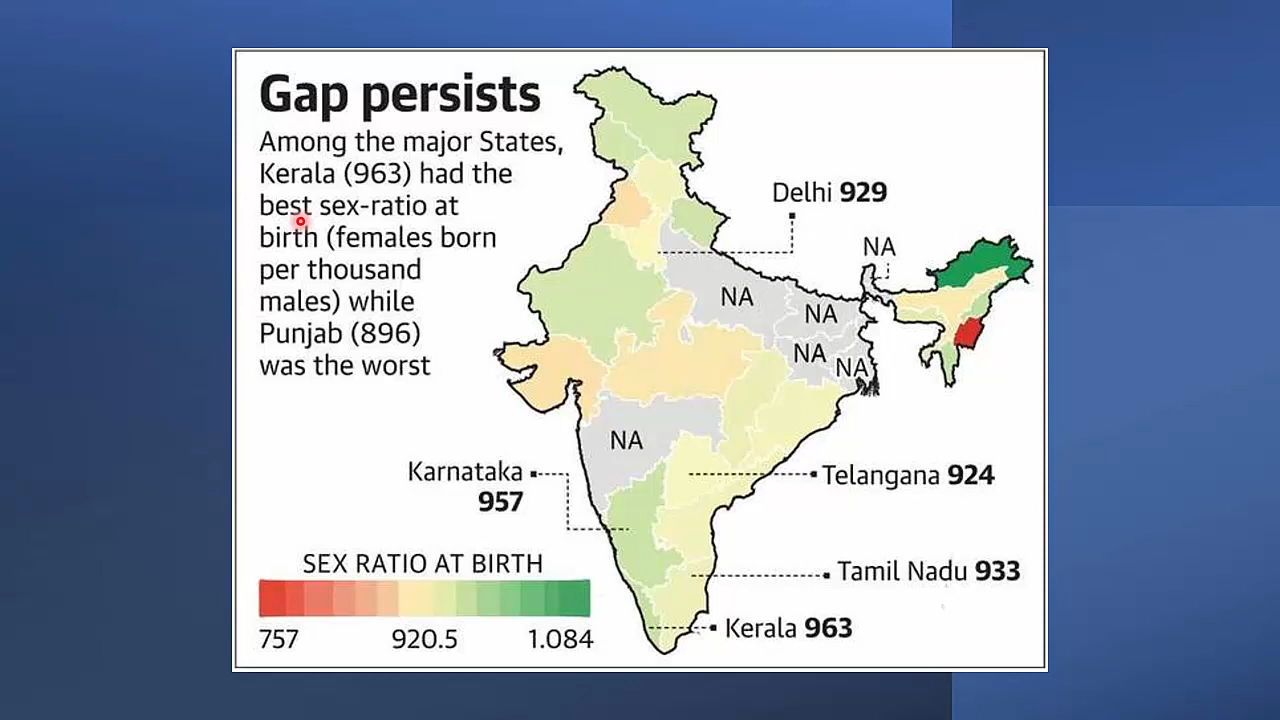 Gap persists
Among the major States,
Kerala (963) had the
best sex-ratio at
birth (females born
per thousand
males) while
Punjab (896)
was the worst
Delhi 929
NA
NA
NA
NA
NA
NA
Karnataka
957
Telangana 924
Tamil Nadu 933
Kerala 963
SEX RATIO AT BIRTH
757 920.5 1.084